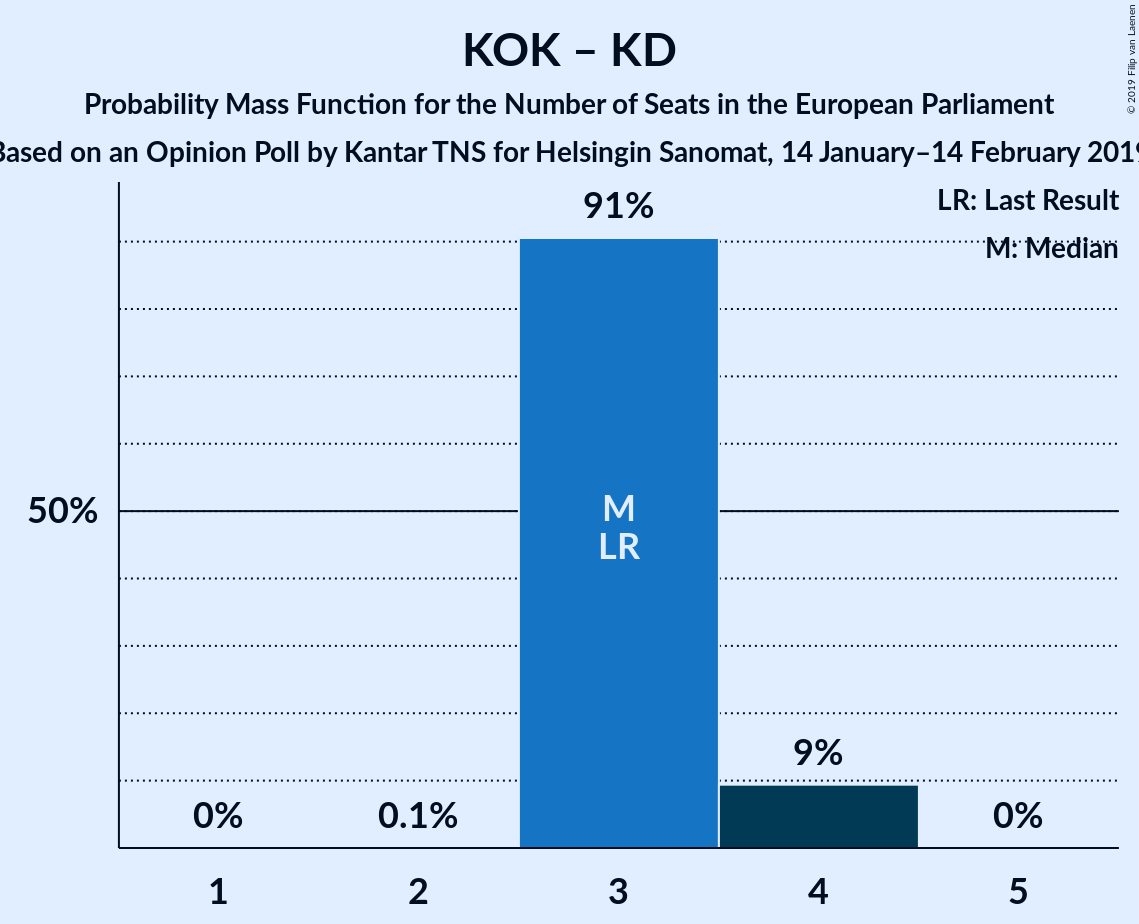 KOK – KD
Probability Mass Function for the Number of Seats in the European Parliament
Based on an Opinion Poll by Kantar TNS for Helsingin Sanomat, 14 January–14 February 2019
© 2019 Filip van Laenen
LR: Last Result
M: Median
91%
50%
M
LR
9%
0%
0.1%
0%
1
2
3
4
5